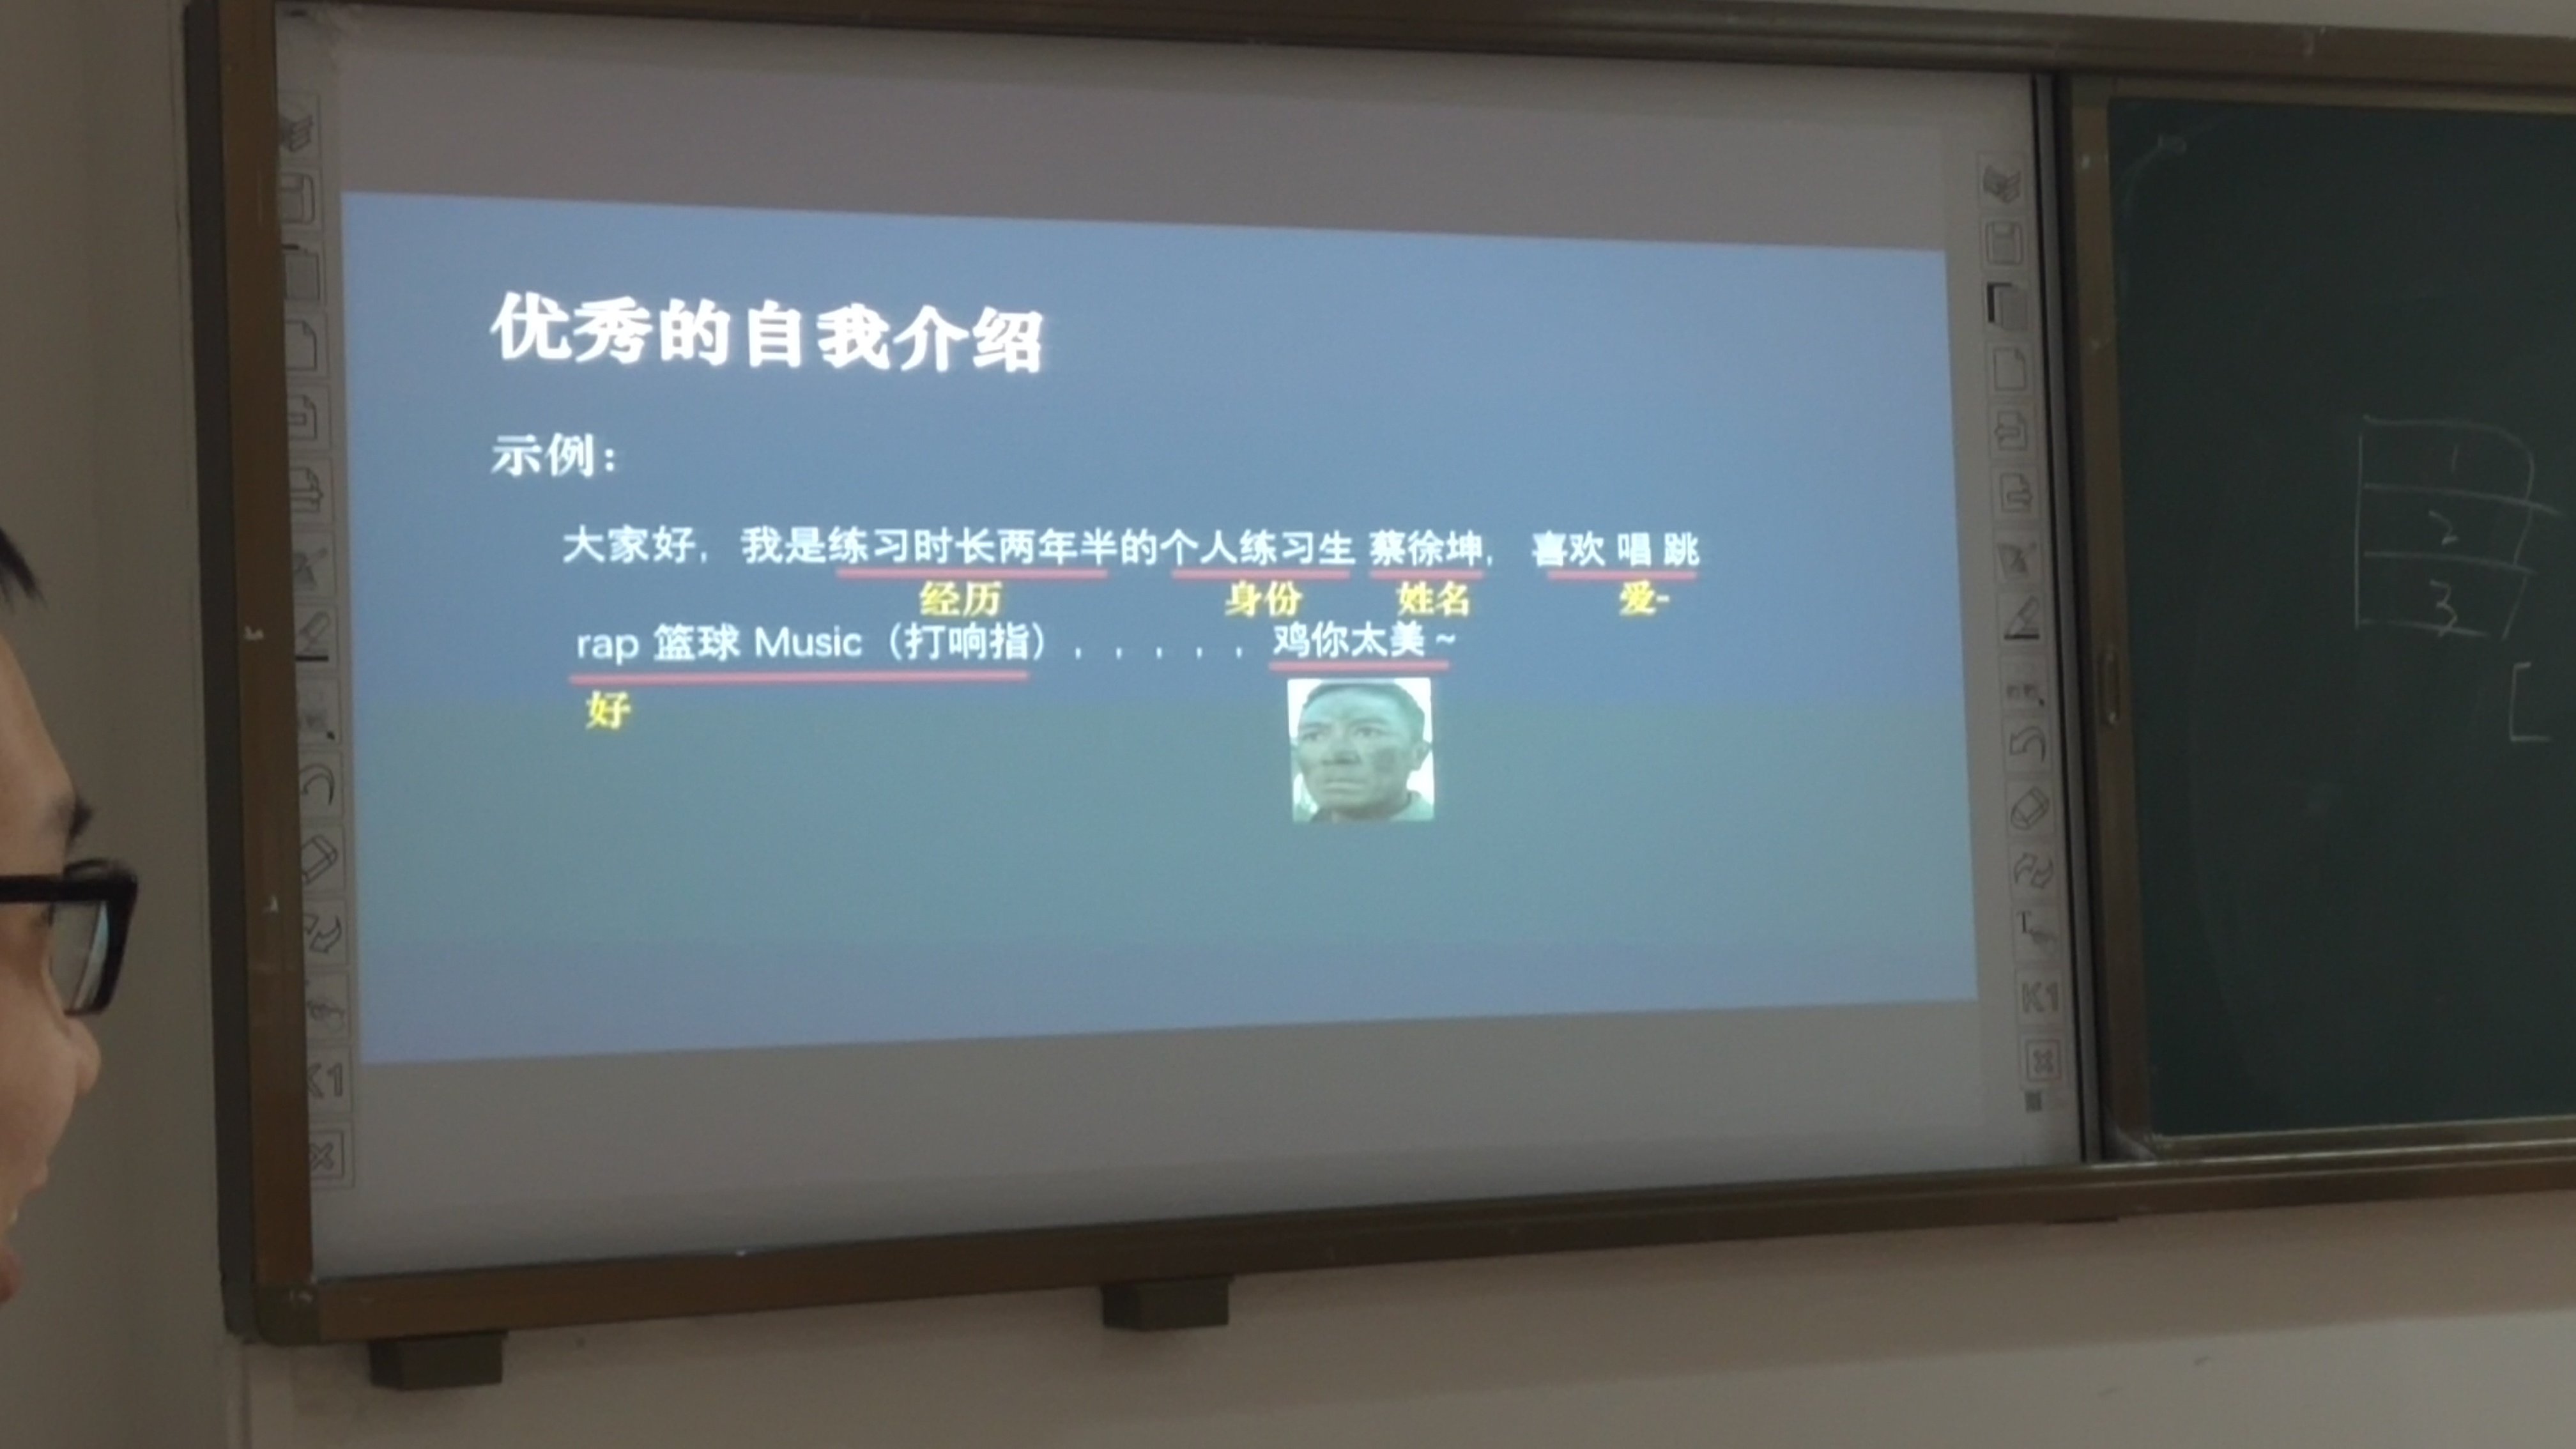 优秀的自我介绍
示例：
大家好，我是练习时长两年半的个人练习生 蔡徐坤， 喜欢 唱 跳
经历 身份 姓名 爱-
rap 篮球 Music（打响指），，，，，鸡你太美~
好
K1
K1
T
1
2
3